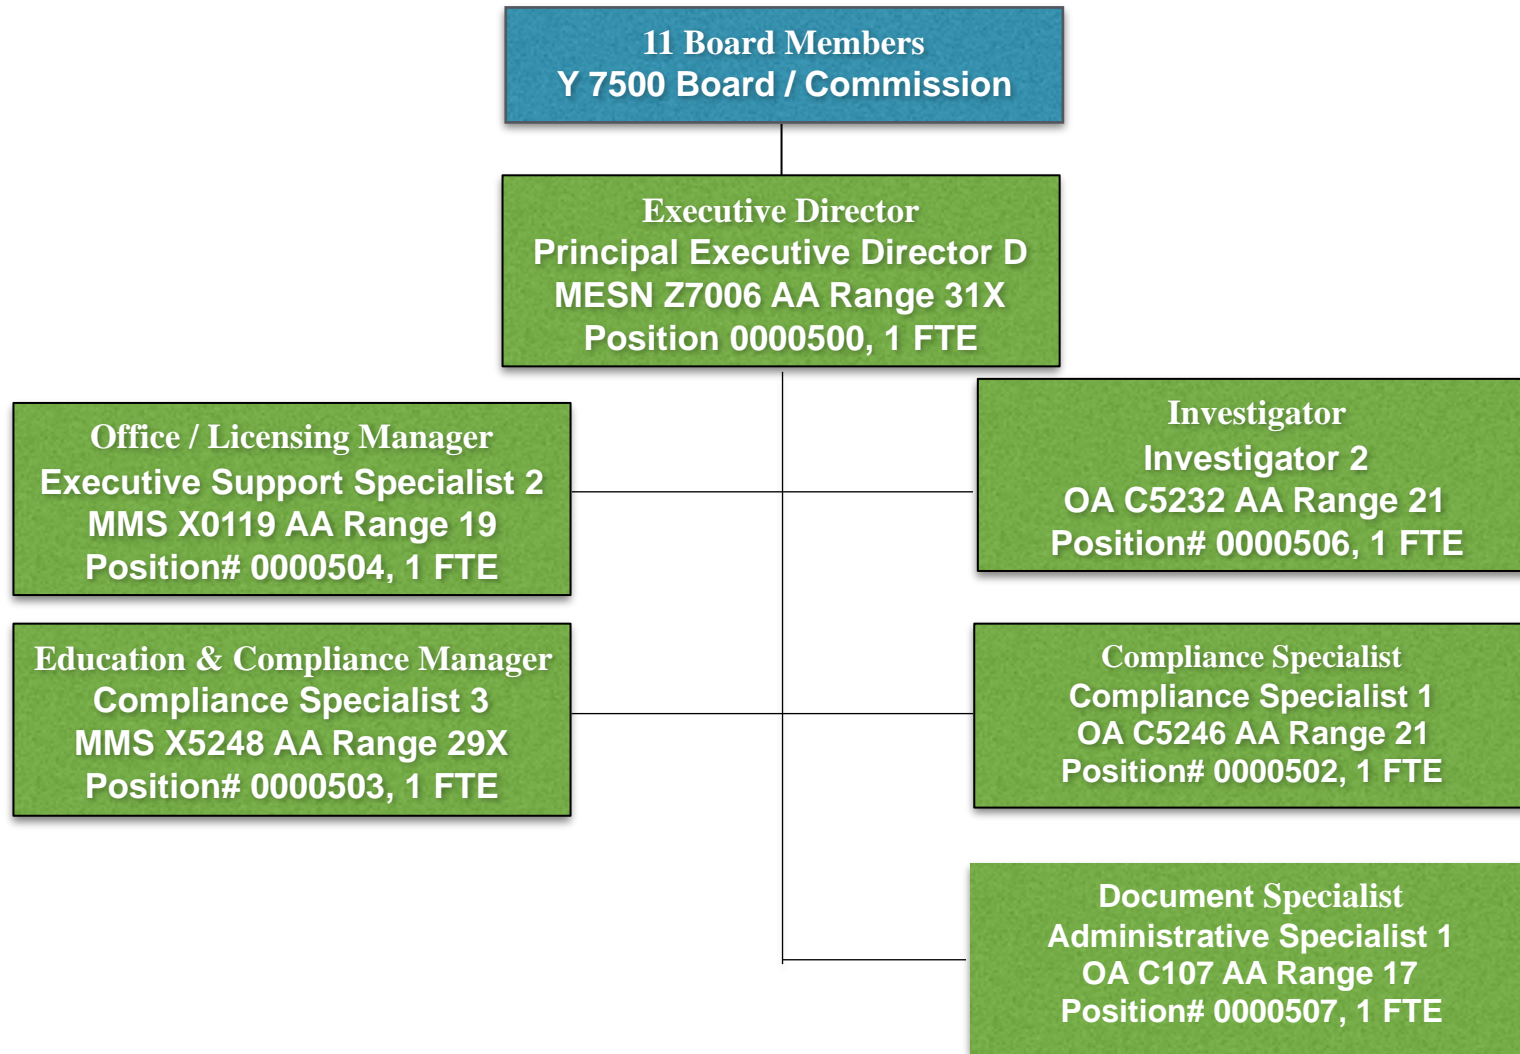 11 Board Members
Y 7500 Board / Commission
Executive Director
Principal Executive Director D
MESN Z7006 AA Range 31X
Position 0000500, 1 FTE
Office / Licensing Manager
Executive Support Specialist 2
MMS X0119 AA Range 19
Position# 0000504, 1 FTE
Investigator
Investigator 2
OA C5232 AA Range 21
Position# 0000506, 1 FTE
Education & Compliance Manager
Compliance Specialist 3
MMS X5248 AA Range 29X
Position# 0000503, 1 FTE
Compliance Specialist
Compliance Specialist 1
OA C5246 AA Range 21
Position# 0000502, 1 FTE
Document Specialist
Administrative Specialist 1
OA C107 AA Range 17
Position# 0000507, 1 FTE